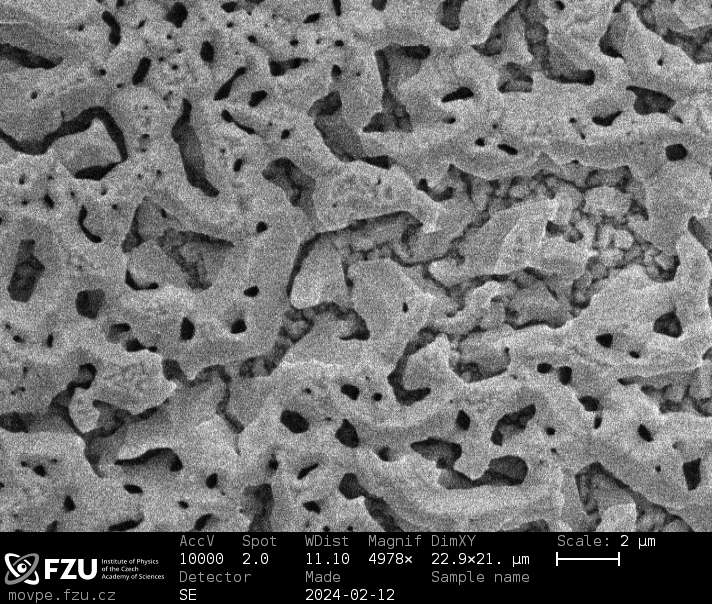 AccV Spot WDist Magnif DimXY Scale: 2 µm
10000 2.0 11.10 4978× 22.9×21. µm
FZU Institute of Physics
of the Czech
Academy of Sciences
Detector Made Sample name
movpe.fzu.cz SE 2024-02-12